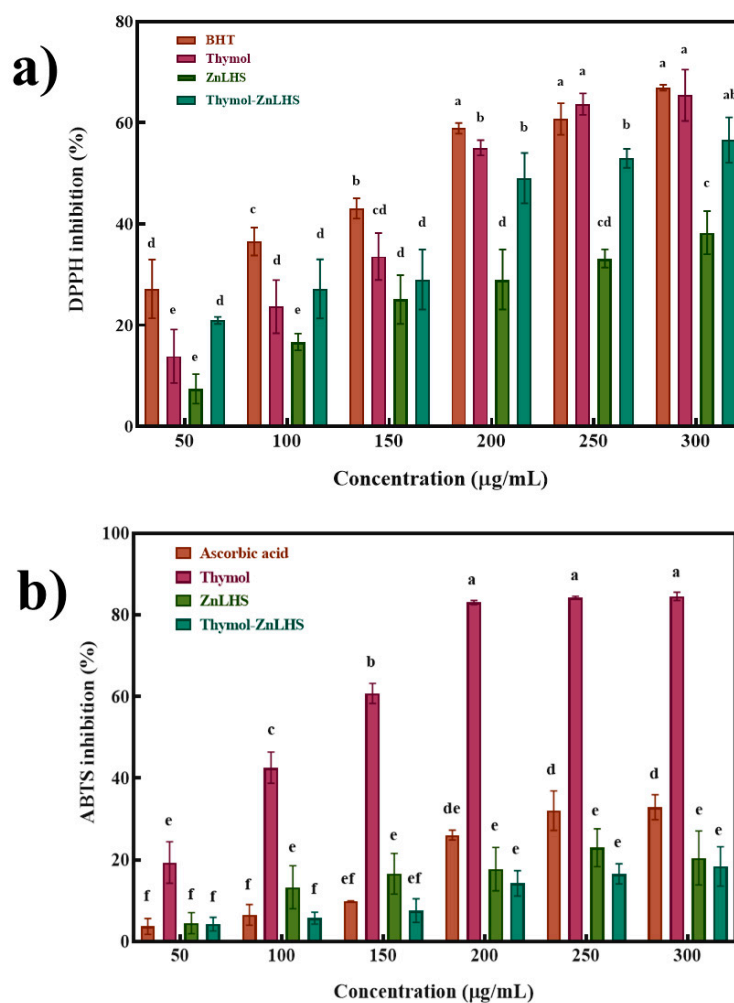 a)
BHT
Thymol
ZnLHS
Thymol-ZnLHS
DPPH inhibition (%)
80
60
40
20
0
d e e d
c d e d
b cd d d
a b d b
a a cd b
a a c ab
50 100 150 200 250 300
Concentration (μg/mL)
b)
Ascorbic acid
Thymol
ZnLHS
Thymol-ZnLHS
ABTS inhibition (%)
100
80
60
40
20
0
f e f f
f c e f
ef b e ef
de a e e
d a e e
d a e e
50 100 150 200 250 300
Concentration (μg/mL)